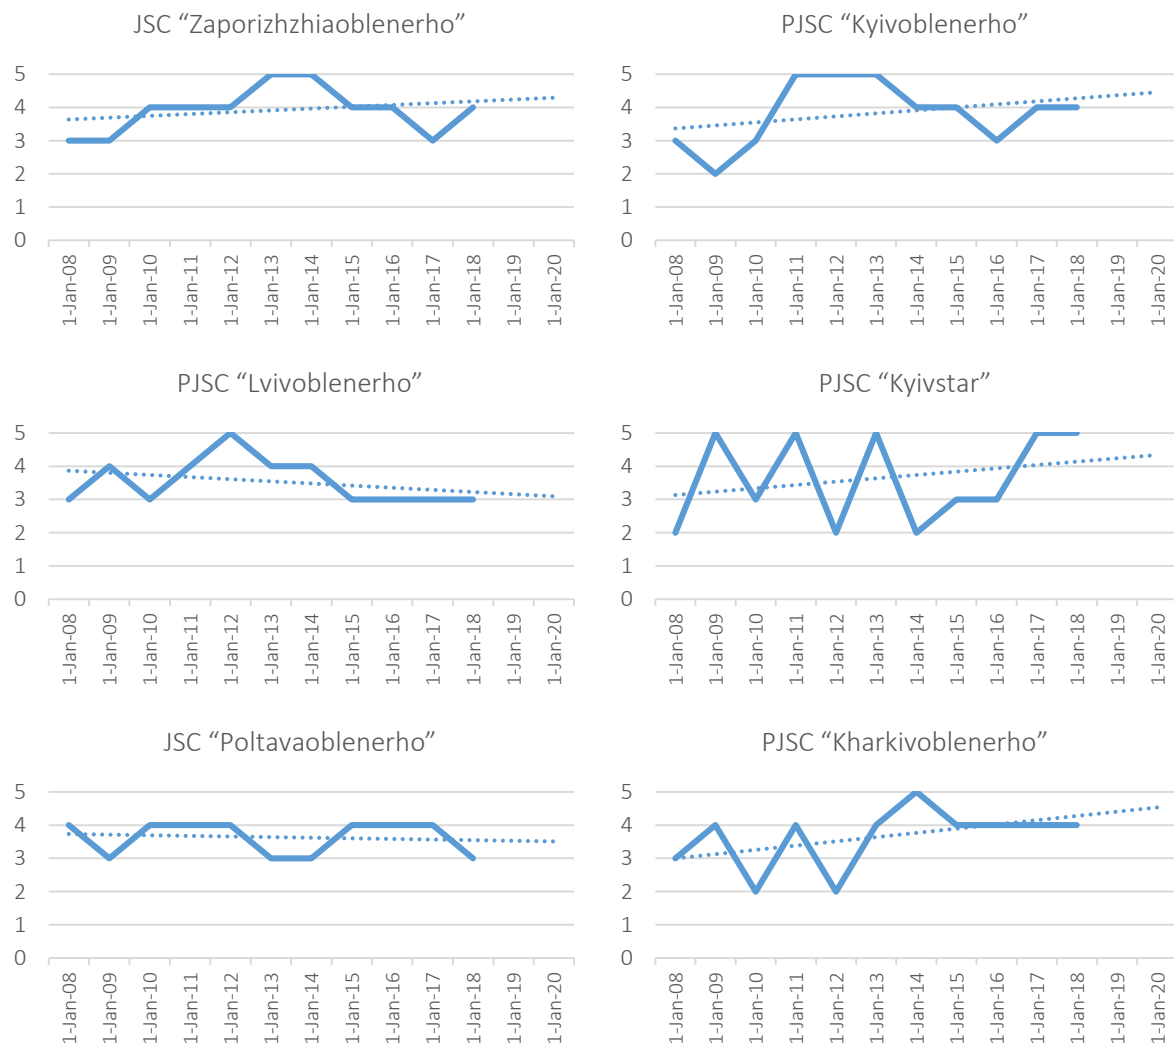 JSC “Zaporizhzhiaoblenerho”
5
4
3
2
1
0
1-Jan-08
1-Jan-09
1-Jan-10
1-Jan-11
1-Jan-12
1-Jan-13
1-Jan-14
1-Jan-15
1-Jan-16
1-Jan-17
1-Jan-18
1-Jan-19
1-Jan-20
PJSC “Kyivoblenerho”
5
4
3
2
1
0
1-Jan-08
1-Jan-09
1-Jan-10
1-Jan-11
1-Jan-12
1-Jan-13
1-Jan-14
1-Jan-15
1-Jan-16
1-Jan-17
1-Jan-18
1-Jan-19
1-Jan-20
PJSC “Lvivoblenerho”
5
4
3
2
1
0
1-Jan-08
1-Jan-09
1-Jan-10
1-Jan-11
1-Jan-12
1-Jan-13
1-Jan-14
1-Jan-15
1-Jan-16
1-Jan-17
1-Jan-18
1-Jan-19
1-Jan-20
PJSC “Kyivstar”
5
4
3
2
1
0
1-Jan-08
1-Jan-09
1-Jan-10
1-Jan-11
1-Jan-12
1-Jan-13
1-Jan-14
1-Jan-15
1-Jan-16
1-Jan-17
1-Jan-18
1-Jan-19
1-Jan-20
JSC “Poltavaoblenerho”
5
4
3
2
1
0
1-Jan-08
1-Jan-09
1-Jan-10
1-Jan-11
1-Jan-12
1-Jan-13
1-Jan-14
1-Jan-15
1-Jan-16
1-Jan-17
1-Jan-18
1-Jan-19
1-Jan-20
PJSC “Kharkivoblenerho”
5
4
3
2
1
0
1-Jan-08
1-Jan-09
1-Jan-10
1-Jan-11
1-Jan-12
1-Jan-13
1-Jan-14
1-Jan-15
1-Jan-16
1-Jan-17
1-Jan-18
1-Jan-19
1-Jan-20